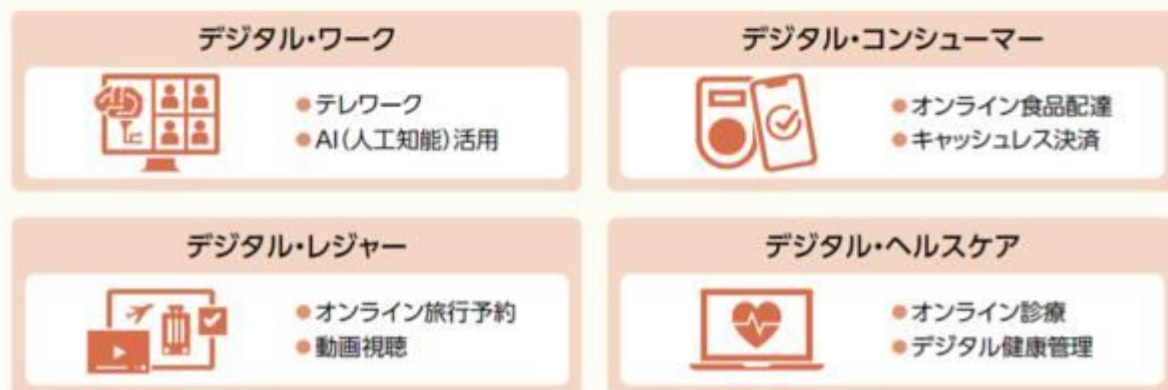 デジタル・ワーク
●テレワーク
●AI(人工知能)活用
デジタル・コンシューマー
●オンライン食品配達
●キャッシュレス決済
デジタル・レジャー
●オンライン旅行予約
●動画視聴
デジタル・ヘルスケア
●オンライン診療
●デジタル健康管理